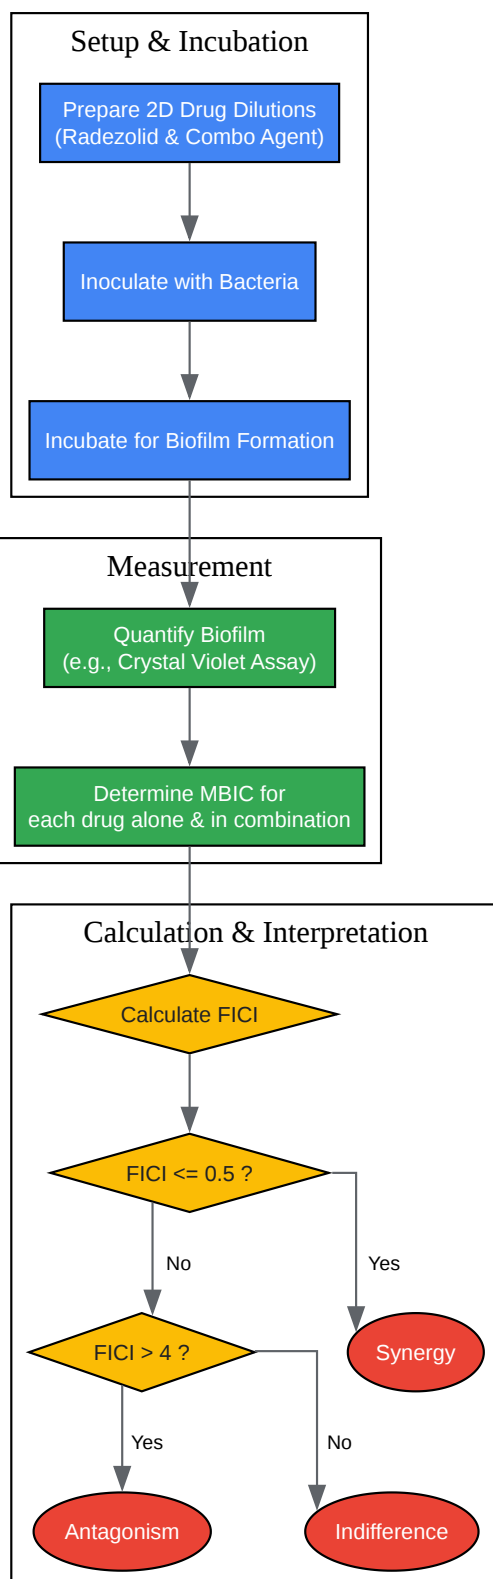 Setup & Incubation
Prepare 2D Drug Dilutions
(Radezolid & Combo Agent)
Inoculate with Bacteria
Incubate for Biofilm Formation
Measurement
Quantify Biofilm
(e.g., Crystal Violet Assay)
Determine MBIC for
each drug alone & in combination
Calculation & Interpretation
Calculate FICI
FICI <= 0.5 ?
No
Yes
FICI > 4 ?
Synergy
Yes
No
Antagonism
Indifference